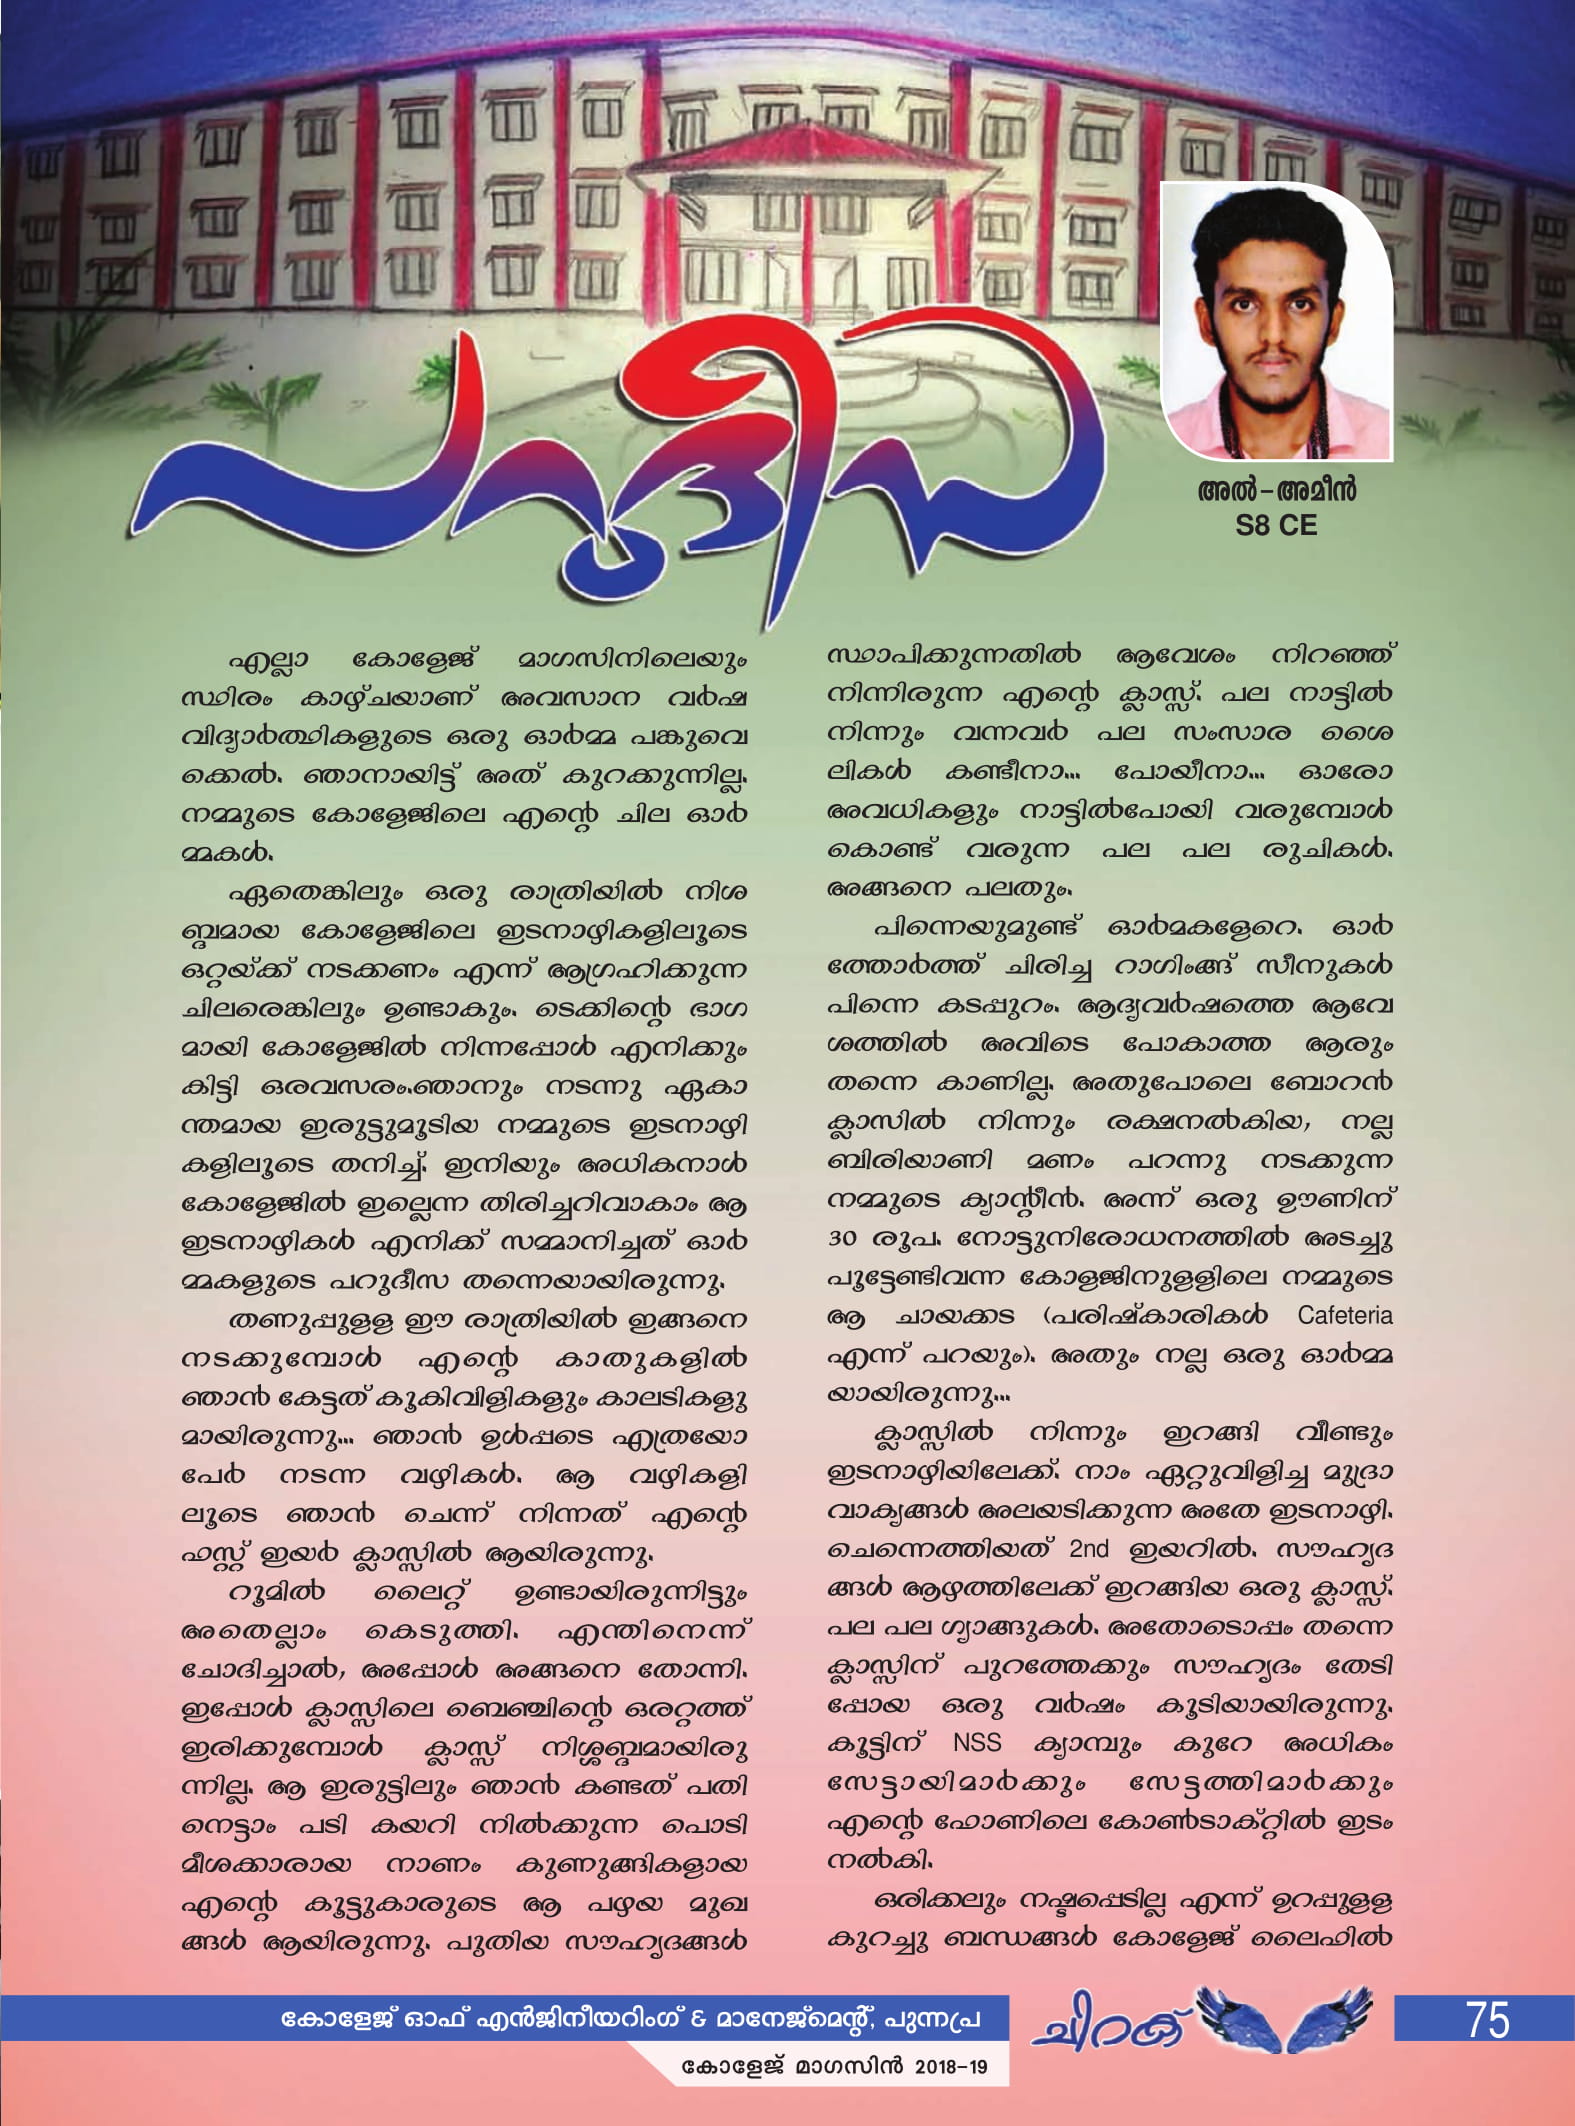 പറുദീസ
അൽ-അമീൻ
S8 CE
എല്ലാ കോളേജ് മാഗസിനിലെയും
സ്ഥിരം കാഴ്ചയാണ് അവസാന വർഷ
വിദ്യാർത്ഥികളുടെ ഒരു ഓർമ്മ പങ്കുവെ
ക്കെൽ. ഞാനായിട്ട് അത് കുറക്കുന്നില്ല.
നമ്മുടെ കോളേജിലെ എന്റെ ചില ഓർ
മ്മകൾ.
ഏതെങ്കിലും ഒരു രാത്രിയിൽ നിശ
ബ്ദമായ കോളേജിലെ ഇടനാഴികളിലൂടെ
ഒറ്റയ്ക്ക് നടക്കണം എന്ന് ആഗ്രഹിക്കുന്ന
ചിലരെങ്കിലും ഉണ്ടാകും. ടെക്കിന്റെ ഭാഗ
മായി കോളേജിൽ നിന്നപ്പോൾ എനിക്കും
കിട്ടി ഒരവസരം.ഞാനും നടന്നു ഏകാ
ന്തമായ ഇരുട്ടുമൂടിയ നമ്മുടെ ഇടനാഴി
കളിലൂടെ തനിച്ച്. ഇനിയും അധികനാൾ
കോളേജിൽ ഇല്ലെന്ന തിരിച്ചറിവാകാം ആ
ഇടനാഴികൾ എനിക്ക് സമ്മാനിച്ചത് ഓർ
മ്മകളുടെ പറുദീസ തന്നെയായിരുന്നു.
തണുപ്പുളള ഈ രാത്രിയിൽ ഇങ്ങനെ
നടക്കുമ്പോൾ എന്റെ കാതുകളിൽ
ഞാൻ കേട്ടത് കൂകിവിളികളും കാലടികളു
മായിരുന്നു... ഞാൻ ഉൾപ്പടെ എത്രയോ
പേർ നടന്ന വഴികൾ. ആ വഴികളി
ലൂടെ ഞാൻ ചെന്ന് നിന്നത് എന്റെ
ഫസ്റ്റ് ഇയർ ക്ലാസ്സിൽ ആയിരുന്നു.
റൂമിൽ ലൈറ്റ് ഉണ്ടായിരുന്നിട്ടും
അതെല്ലാം കെടുത്തി. എന്തിനെന്ന്
ചോദിച്ചാൽ, അപ്പോൾ അങ്ങനെ തോന്നി.
ഇപ്പോൾ ക്ലാസ്സിലെ ബെഞ്ചിന്റെ ഒരറ്റത്ത്
ഇരിക്കുമ്പോൾ ക്ലാസ്സ് നിശ്ശബ്ദമായിരു
ന്നില്ല. ആ ഇരുട്ടിലും ഞാൻ കണ്ടത് പതി
നെട്ടാം പടി കയറി നിൽക്കുന്ന പൊടി
മീശക്കാരായ നാണം കുണുങ്ങികളായ
എന്റെ കൂട്ടുകാരുടെ ആ പഴയ മുഖ
ങ്ങൾ ആയിരുന്നു. പുതിയ സൗഹൃദങ്ങൾ
സ്ഥാപിക്കുന്നതിൽ ആവേശം നിറഞ്ഞ്
നിന്നിരുന്ന എന്റെ ക്ലാസ്സ്. പല നാട്ടിൽ
നിന്നും വന്നവർ പല സംസാര ശൈ
ലികൾ കണ്ടീനാ... പോയീനാ... ഓരോ
അവധികളും നാട്ടിൽപോയി വരുമ്പോൾ
കൊണ്ട് വരുന്ന പല പല രുചികൾ.
അങ്ങനെ പലതും.
പിന്നെയുമുണ്ട് ഓർമകളേറെ. ഓർ
ത്തോർത്ത് ചിരിച്ച റാഗിംങ്ങ് സീനുകൾ
പിന്നെ കടപ്പുറം. ആദ്യവർഷത്തെ ആവേ
ശത്തിൽ അവിടെ പോകാത്ത ആരും
തന്നെ കാണില്ല. അതുപോലെ ബോറൻ
ക്ലാസിൽ നിന്നും രക്ഷനൽകിയ, നല്ല
ബിരിയാണി മണം പറന്നു നടക്കുന്ന
നമ്മുടെ ക്യാന്റീൻ. അന്ന് ഒരു ഊണിന്
30 രൂപ. നോട്ടുനിരോധനത്തിൽ അടച്ചു
പൂട്ടേണ്ടിവന്ന കോളജിനുളളിലെ നമ്മുടെ
ആ ചായക്കട (പരിഷ്കാരികൾ Cafeteria
എന്ന് പറയും). അതും നല്ല ഒരു ഓർമ്മ
യായിരുന്നു...
ക്ലാസ്സിൽ നിന്നും ഇറങ്ങി വീണ്ടും
ഇടനാഴിയിലേക്ക്. നാം ഏറ്റുവിളിച്ച മുദ്രാ
വാക്യങ്ങൾ അലയടിക്കുന്ന അതേ ഇടനാഴി.
ചെന്നെത്തിയത് 2nd ഇയറിൽ. സൗഹൃദ
ങ്ങൾ ആഴത്തിലേക്ക് ഇറങ്ങിയ ഒരു ക്ലാസ്സ്.
പല പല ഗ്യാങ്ങുകൾ. അതോടൊപ്പം തന്നെ
ക്ലാസ്സിന് പുറത്തേക്കും സൗഹൃദം തേടി
പ്പോയ ഒരു വർഷം കൂടിയായിരുന്നു.
കൂട്ടിന് NSS ക്യാമ്പും കുറേ അധികം
സേട്ടായിമാർക്കും സേട്ടത്തിമാർക്കും
എന്റെ ഫോണിലെ കോൺടാക്റ്റിൽ ഇടം
നൽകി.
ഒരിക്കലും നഷ്ടപ്പെടില്ല എന്ന് ഉറപ്പുളള
കുറച്ചു ബന്ധങ്ങൾ കോളേജ് ലൈഫിൽ
കോളേജ് ഓഫ് എൻജിനീയറിംഗ് & മാനേജ്മെന്റ്, പുന്നപ്ര
ചിറക്
75
കോളേജ് മാഗസിൻ 2018-19